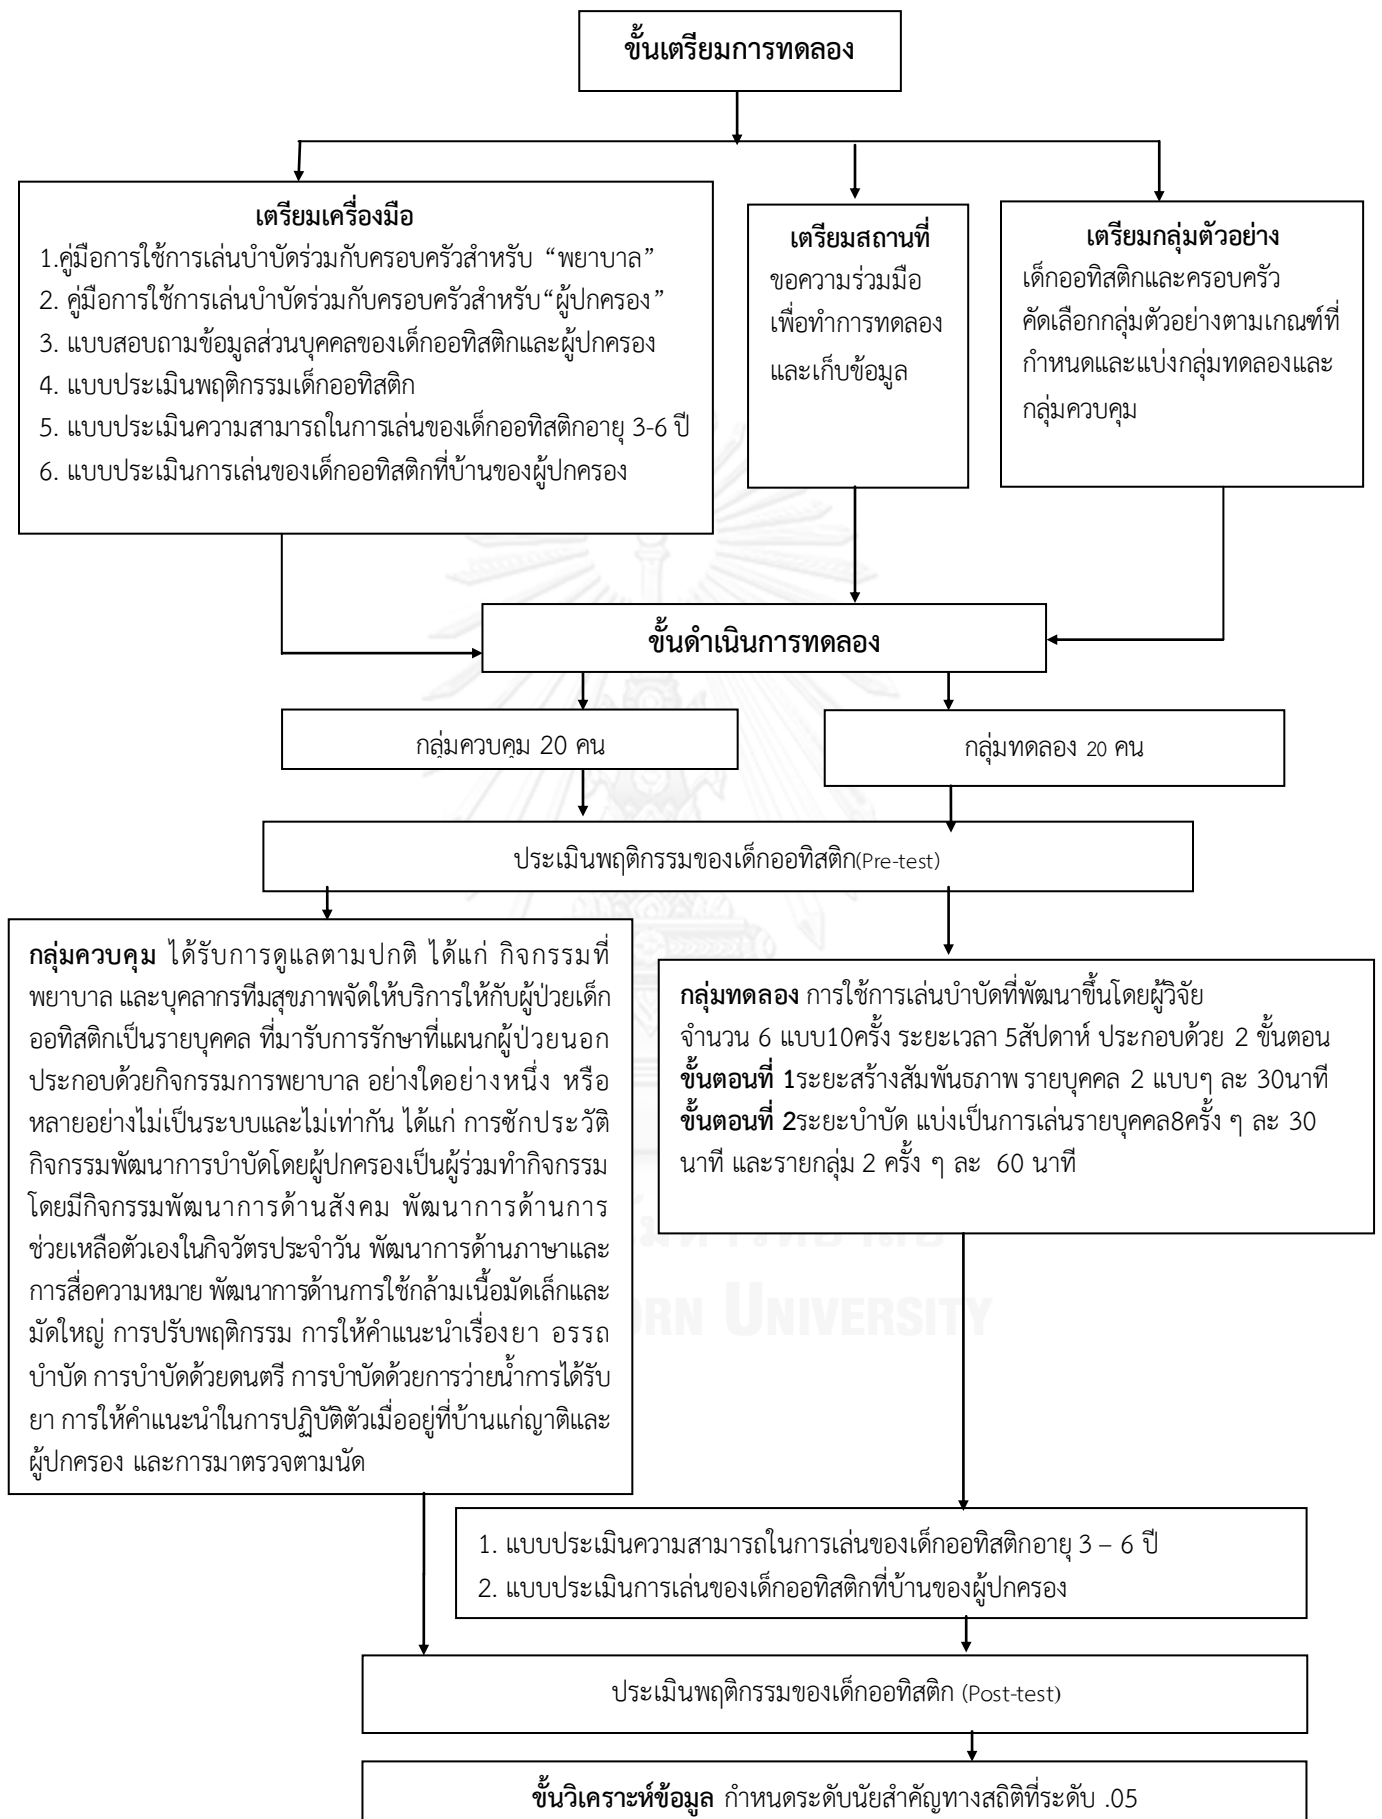 ขั้นเตรียมการทดลอง
เตรียมเครื่องมือ
1.คู่มือการใช้การเล่นบำบัดร่วมกับครอบครัวสำหรับ “พยาบาล”
2. คู่มือการใช้การเล่นบำบัดร่วมกับครอบครัวสำหรับ“ผู้ปกครอง”
3. แบบสอบถามข้อมูลส่วนบุคคลของเด็กออทิสติกและผู้ปกครอง
4. แบบประเมินพฤติกรรมเด็กออทิสติก
5. แบบประเมินความสามารถในการเล่นของเด็กออทิสติกอายุ 3-6 ปี
6. แบบประเมินการเล่นของเด็กออทิสติกที่บ้านของผู้ปกครอง
เตรียมสถานที่
ขอความร่วมมือ
เพื่อทำการทดลอง
และเก็บข้อมูล
เตรียมกลุ่มตัวอย่าง
เด็กออทิสติกและครอบครัว
คัดเลือกกลุ่มตัวอย่างตามเกณฑ์ที่
กำหนดและแบ่งกลุ่มทดลองและ
กลุ่มควบคุม
ขั้นดำเนินการทดลอง
กลุ่มควบคุม 20 คน
กลุ่มทดลอง 20 คน
ประเมินพฤติกรรมของเด็กออทิสติก(Pre-test)
กลุ่มควบคุม ได้รับการดูแลตามปกติ ได้แก่ กิจกรรมที่
พยาบาล และบุคลากรทีมสุขภาพจัดให้บริการให้กับผู้ป่วยเด็ก
ออทิสติกเป็นรายบุคคล ที่มารับการรักษาที่แผนกผู้ป่วยนอก
ประกอบด้วยกิจกรรมการพยาบาล อย่างใดอย่างหนึ่ง หรือ
หลายอย่างไม่เป็นระบบและไม่เท่ากัน ได้แก่ การซักประวัติ
กิจกรรมพัฒนาการบำบัดโดยผู้ปกครองเป็นผู้ร่วมทำกิจกรรม
โดยมีกิจกรรมพัฒนาการด้านสังคม พัฒนาการด้านการ
ช่วยเหลือตัวเองในกิจวัตรประจำวัน พัฒนาการด้านภาษาและ
การสื่อความหมาย พัฒนาการด้านการใช้กล้ามเนื้อมัดเล็กและ
มัดใหญ่ การปรับพฤติกรรม การให้คำแนะนำเรื่องยา อรรถ
บำบัด การบำบัดด้วยดนตรี การบำบัดด้วยการว่ายน้ำการได้รับ
ยา การให้คำแนะนำในการปฏิบัติตัวเมื่ออยู่ที่บ้านแก่ญาติและ
ผู้ปกครอง และการมาตรวจตามนัด
กลุ่มทดลอง การใช้การเล่นบำบัดที่พัฒนาขึ้นโดยผู้วิจัย
จำนวน 6 แบบ10ครั้ง ระยะเวลา 5สัปดาห์ ประกอบด้วย 2 ขั้นตอน
ขั้นตอนที่ 1ระยะสร้างสัมพันธภาพ รายบุคคล 2 แบบๆ ละ 30นาที
ขั้นตอนที่ 2ระยะบำบัด แบ่งเป็นการเล่นรายบุคคล8ครั้ง ๆ ละ 30
นาที และรายกลุ่ม 2 ครั้ง ๆ ละ 60 นาที
ORN UNIVERSITY
1. แบบประเมินความสามารถในการเล่นของเด็กออทิสติกอายุ 3 – 6 ปี
2. แบบประเมินการเล่นของเด็กออทิสติกที่บ้านของผู้ปกครอง
ประเมินพฤติกรรมของเด็กออทิสติก (Post-test)
ขั้นวิเคราะห์ข้อมูล กำหนดระดับนัยสำคัญทางสถิติที่ระดับ .05